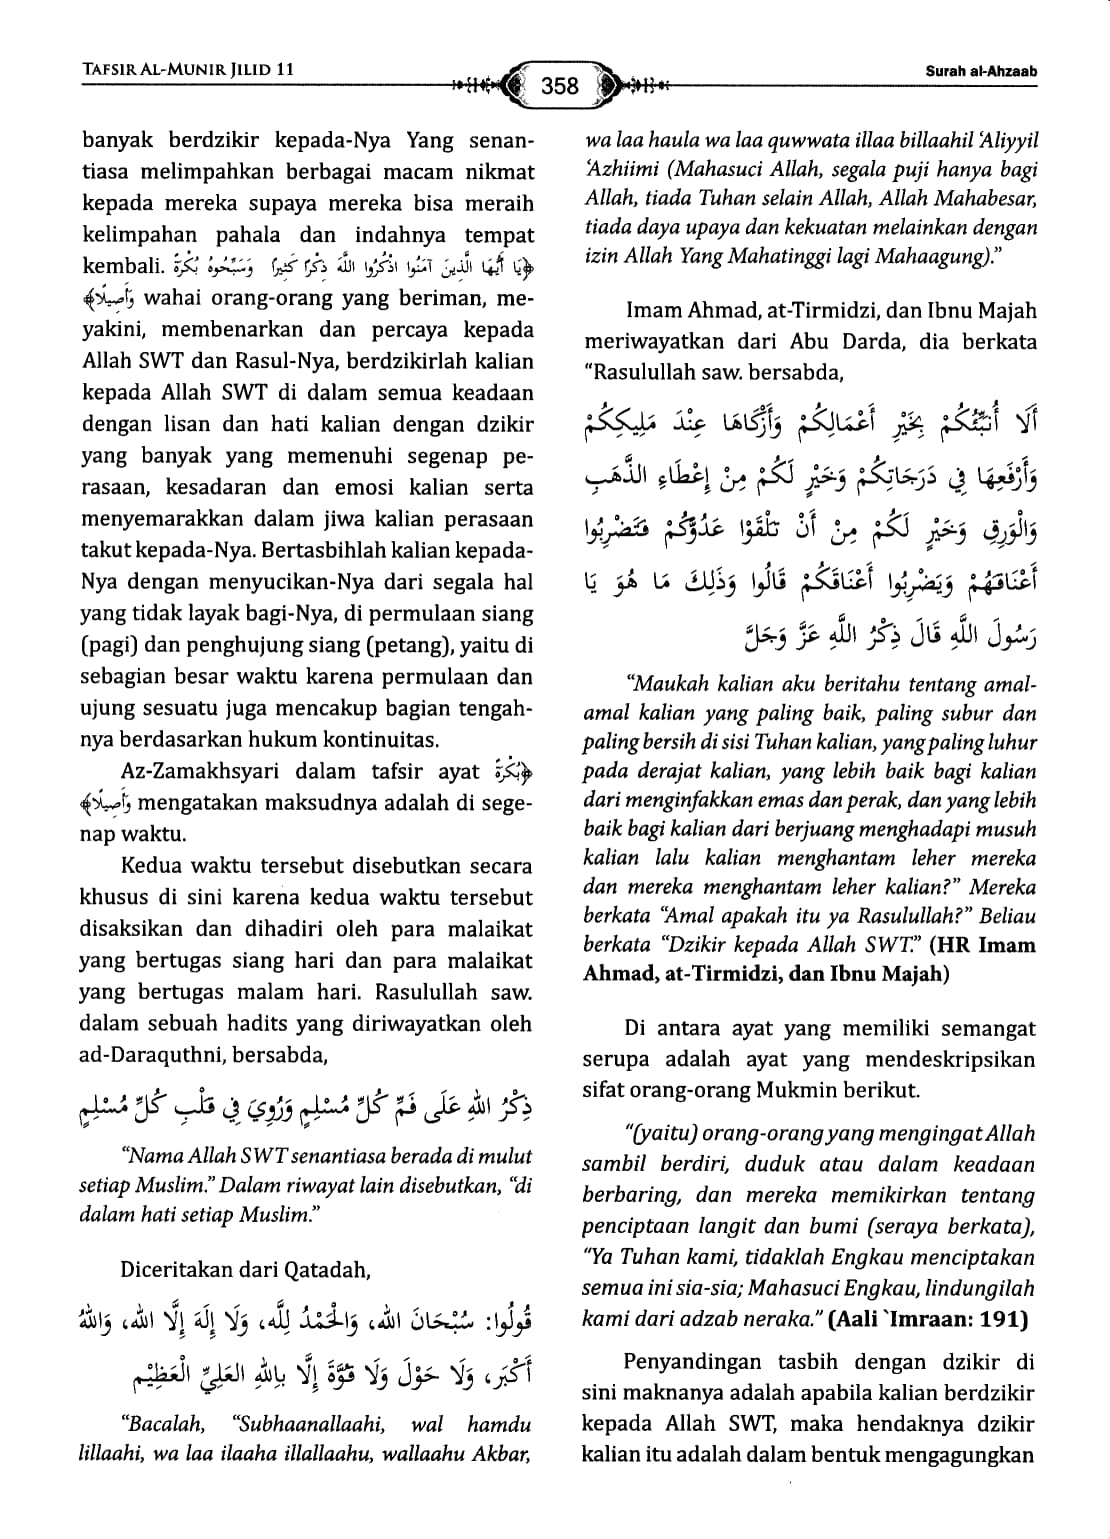 TAFSIR AL-MUNIR JILID 11
358
Surah al-Ahzaab
banyak berdzikir kepada-Nya Yang senan-
tiasa melimpahkan berbagai macam nikmat
kepada mereka supaya mereka bisa meraih
kelimpahan pahala dan indahnya tempat
kembali. ﴿يَا أَيُّهَا الَّذِينَ آمَنُوا اذْكُرُوا اللَّهَ ذِكْرًا كَثِيرًا وَسَبِّحُوهُ بُكْرَةً
وَأَصِيلًا﴾ wahai orang-orang yang beriman, me-
yakini, membenarkan dan percaya kepada
Allah SWT dan Rasul-Nya, berdzikirlah kalian
kepada Allah SWT di dalam semua keadaan
dengan lisan dan hati kalian dengan dzikir
yang banyak yang memenuhi segenap pe-
rasaan, kesadaran dan emosi kalian serta
menyemarakkan dalam jiwa kalian perasaan
takut kepada-Nya. Bertasbihlah kalian kepada-
Nya dengan menyucikan-Nya dari segala hal
yang tidak layak bagi-Nya, di permulaan siang
(pagi) dan penghujung siang (petang), yaitu di
sebagian besar waktu karena permulaan dan
ujung sesuatu juga mencakup bagian tengah-
nya berdasarkan hukum kontinuitas.
Az-Zamakhsyari dalam tafsir ayat ﴿بُكْرَةً
وَأَصِيلًا﴾ mengatakan maksudnya adalah di sege-
nap waktu.
Kedua waktu tersebut disebutkan secara
khusus di sini karena kedua waktu tersebut
disaksikan dan dihadiri oleh para malaikat
yang bertugas siang hari dan para malaikat
yang bertugas malam hari. Rasulullah saw.
dalam sebuah hadits yang diriwayatkan oleh
ad-Daraquthni, bersabda,
ذِكْرُ اللهِ عَلَى فَمِّ كُلِّ مُسْلِمٍ وَرُوِيَ فِي قَلْبِ كُلِّ مُسْلِمٍ
“Nama Allah SWT senantiasa berada di mulut
setiap Muslim.” Dalam riwayat lain disebutkan, “di
dalam hati setiap Muslim.”
Diceritakan dari Qatadah,
قُولُوا: سُبْحَانَ اللهِ، وَالْحَمْدُ لِلَّهِ، وَلَا إِلَهَ إِلَّا اللهُ، وَاللهُ
أَكْبَرُ، وَلَا حَوْلَ وَلَا قُوَّةَ إِلَّا بِاللهِ العَلِيِّ الْعَظِيْمِ
“Bacalah, “Subhaanallaahi, wal hamdu
lillaahi, wa laa ilaaha illallaahu, wallaahu Akbar,
wa laa haula wa laa quwwata illaa billaahil ‘Aliyyil
‘Azhiimi (Mahasuci Allah, segala puji hanya bagi
Allah, tiada Tuhan selain Allah, Allah Mahabesar,
tiada daya upaya dan kekuatan melainkan dengan
izin Allah Yang Mahatinggi lagi Mahaagung).”
Imam Ahmad, at-Tirmidzi, dan Ibnu Majah
meriwayatkan dari Abu Darda, dia berkata
“Rasulullah saw. bersabda,
أَلَا أُنَبِّئُكُمْ بِخَيْرِ أَعْمَالِكُمْ وَأَزْكَاهَا عِنْدَ مَلِيكِكُمْ
وَأَرْفَعِهَا فِي دَرَجَاتِكُمْ وَخَيْرٍ لَكُمْ مِنْ إِعْطَاءِ الذَّهَبِ
وَالْوَرِقِ وَخَيْرٍ لَكُمْ مِنْ أَنْ تَلْقَوْا عَدُوَّكُمْ فَتَضْرِبُوا
أَعْنَاقَهُمْ وَيَضْرِبُوا أَعْنَاقَكُمْ قَالُوا وَذَلِكَ مَا هُوَ يَا
رَسُولَ اللَّهِ قَالَ ذِكْرُ اللَّهِ عَزَّ وَجَلَّ
“Maukah kalian aku beritahu tentang amal-
amal kalian yang paling baik, paling subur dan
paling bersih di sisi Tuhan kalian, yang paling luhur
pada derajat kalian, yang lebih baik bagi kalian
dari menginfakkan emas dan perak, dan yang lebih
baik bagi kalian dari berjuang menghadapi musuh
kalian lalu kalian menghantam leher mereka
dan mereka menghantam leher kalian?” Mereka
berkata “Amal apakah itu ya Rasulullah?” Beliau
berkata “Dzikir kepada Allah SWT.” (HR Imam
Ahmad, at-Tirmidzi, dan Ibnu Majah)
Di antara ayat yang memiliki semangat
serupa adalah ayat yang mendeskripsikan
sifat orang-orang Mukmin berikut.
“(yaitu) orang-orang yang mengingat Allah
sambil berdiri, duduk atau dalam keadaan
berbaring, dan mereka memikirkan tentang
penciptaan langit dan bumi (seraya berkata),
“Ya Tuhan kami, tidaklah Engkau menciptakan
semua ini sia-sia; Mahasuci Engkau, lindungilah
kami dari adzab neraka.” (Aali `Imraan: 191)
Penyandingan tasbih dengan dzikir di
sini maknanya adalah apabila kalian berdzikir
kepada Allah SWT, maka hendaknya dzikir
kalian itu adalah dalam bentuk mengagungkan